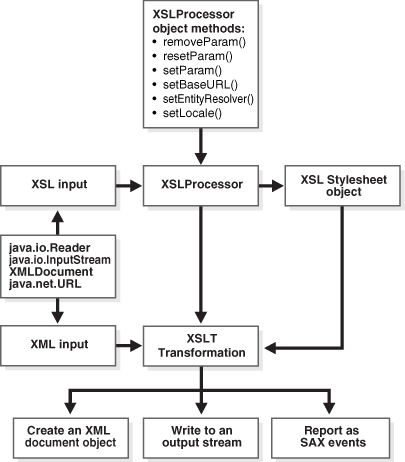 XSLProcessor
object methods:
• removeParam()
• resetParam()
• setParam()
• setBaseURL()
• setEntityResolver()
• setLocale()
XSL input
XSLProcessor
XSL Stylesheet
object
java.io.Reader
java.io.InputStream
XMLDocument
java.net.URL
XML input
XSLT
Transformation
Create an XML
document object
Write to an
output stream
Report as
SAX events